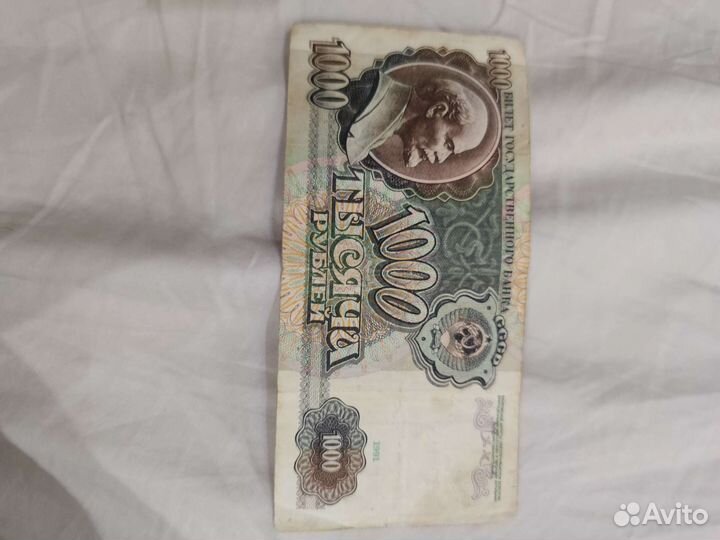 1000
1000
БИЛЕТ ГОСУДАРСТВЕННОГО БАНКА
СССР
1000
ТЫСЯЧА
РУБЛЕЙ
1000
1991
Avito